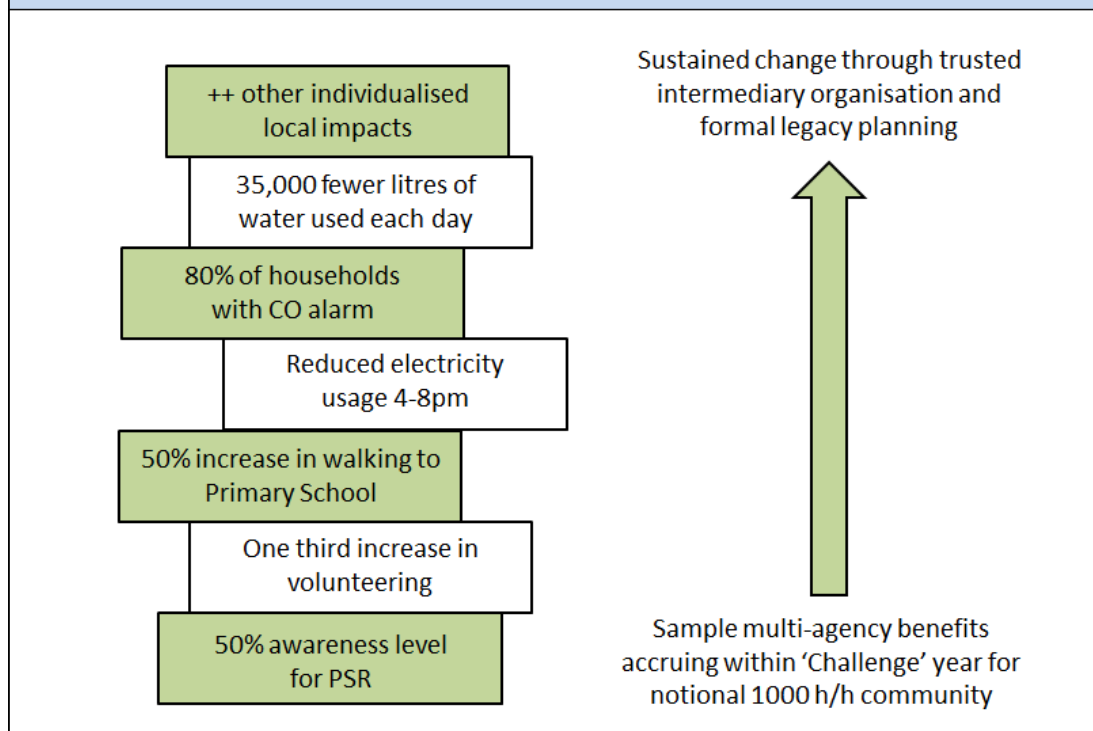 ++ other individualised
local impacts
35,000 fewer litres of
water used each day
80% of households
with CO alarm
Reduced electricity
usage 4-8pm
50% increase in walking to
Primary School
One third increase in
volunteering
50% awareness level
for PSR
Sustained change through trusted
intermediary organisation and
formal legacy planning
Sample multi-agency benefits
accruing within ‘Challenge’ year for
notional 1000 h/h community